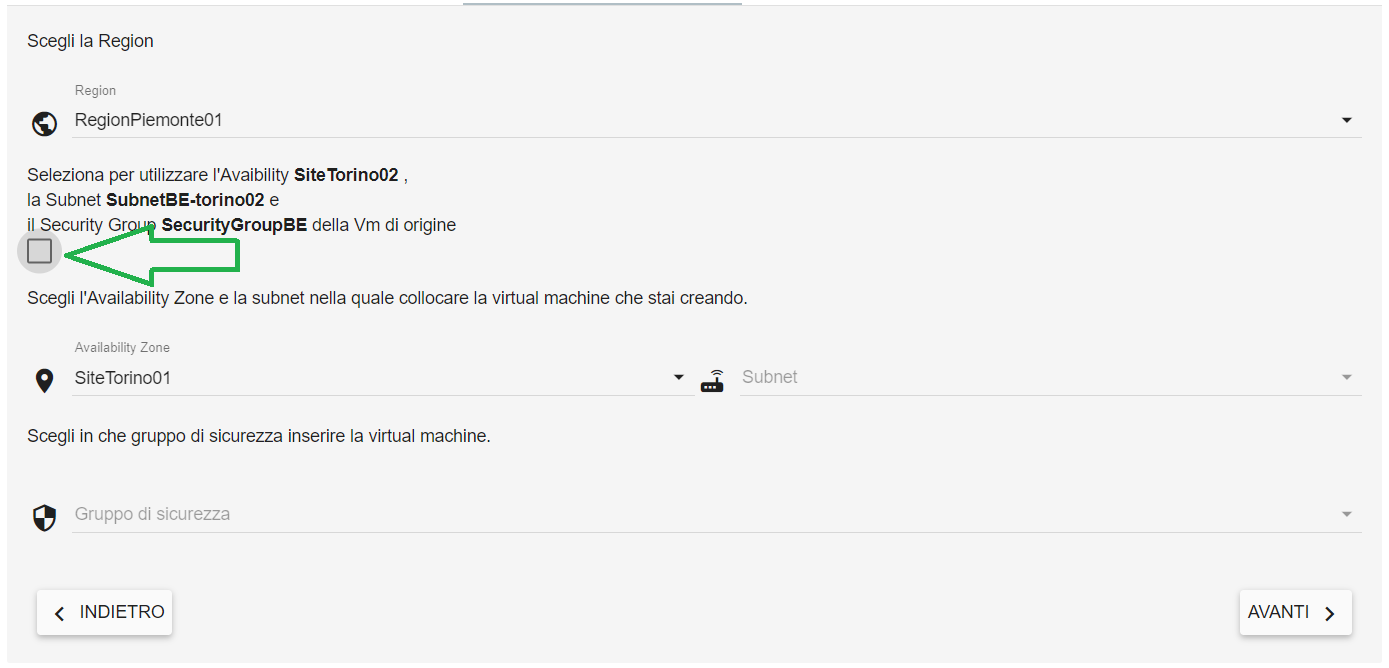 Scegli la Region
Region
RegionPiemonte01
Seleziona per utilizzare l'Avaibility SiteTorino02 ,
la Subnet SubnetBE-torino02 e
il Security Group SecurityGroupBE della Vm di origine
Scegli l'Availability Zone e la subnet nella quale collocare la virtual machine che stai creando.
Availability Zone
SiteTorino01
Subnet
Scegli in che gruppo di sicurezza inserire la virtual machine.
Gruppo di sicurezza
INDIETRO
AVANTI